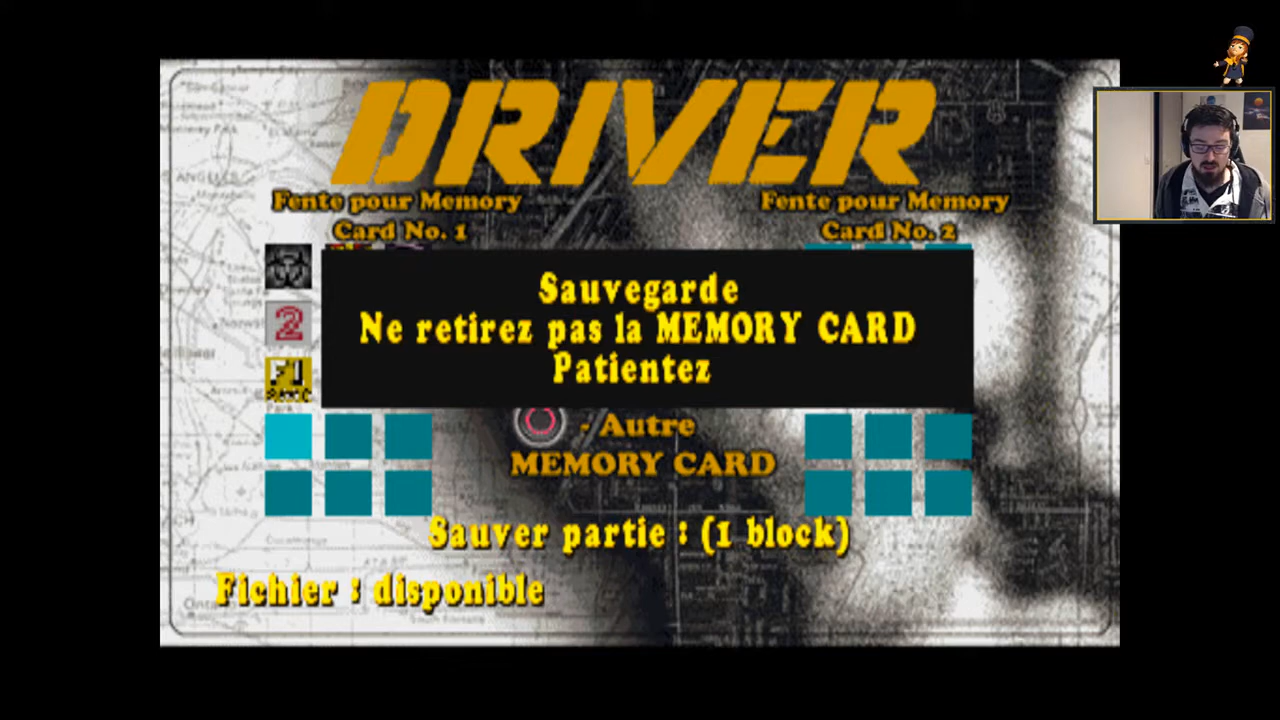 DRIVER
Fente pour Memory
Card No. 1
Fente pour Memory
Card No. 2
Sauvegarde
Ne retirez pas la MEMORY CARD
Patientez
2
F1
- Autre
MEMORY CARD
Sauver partie : (1 block)
Fichier : disponible